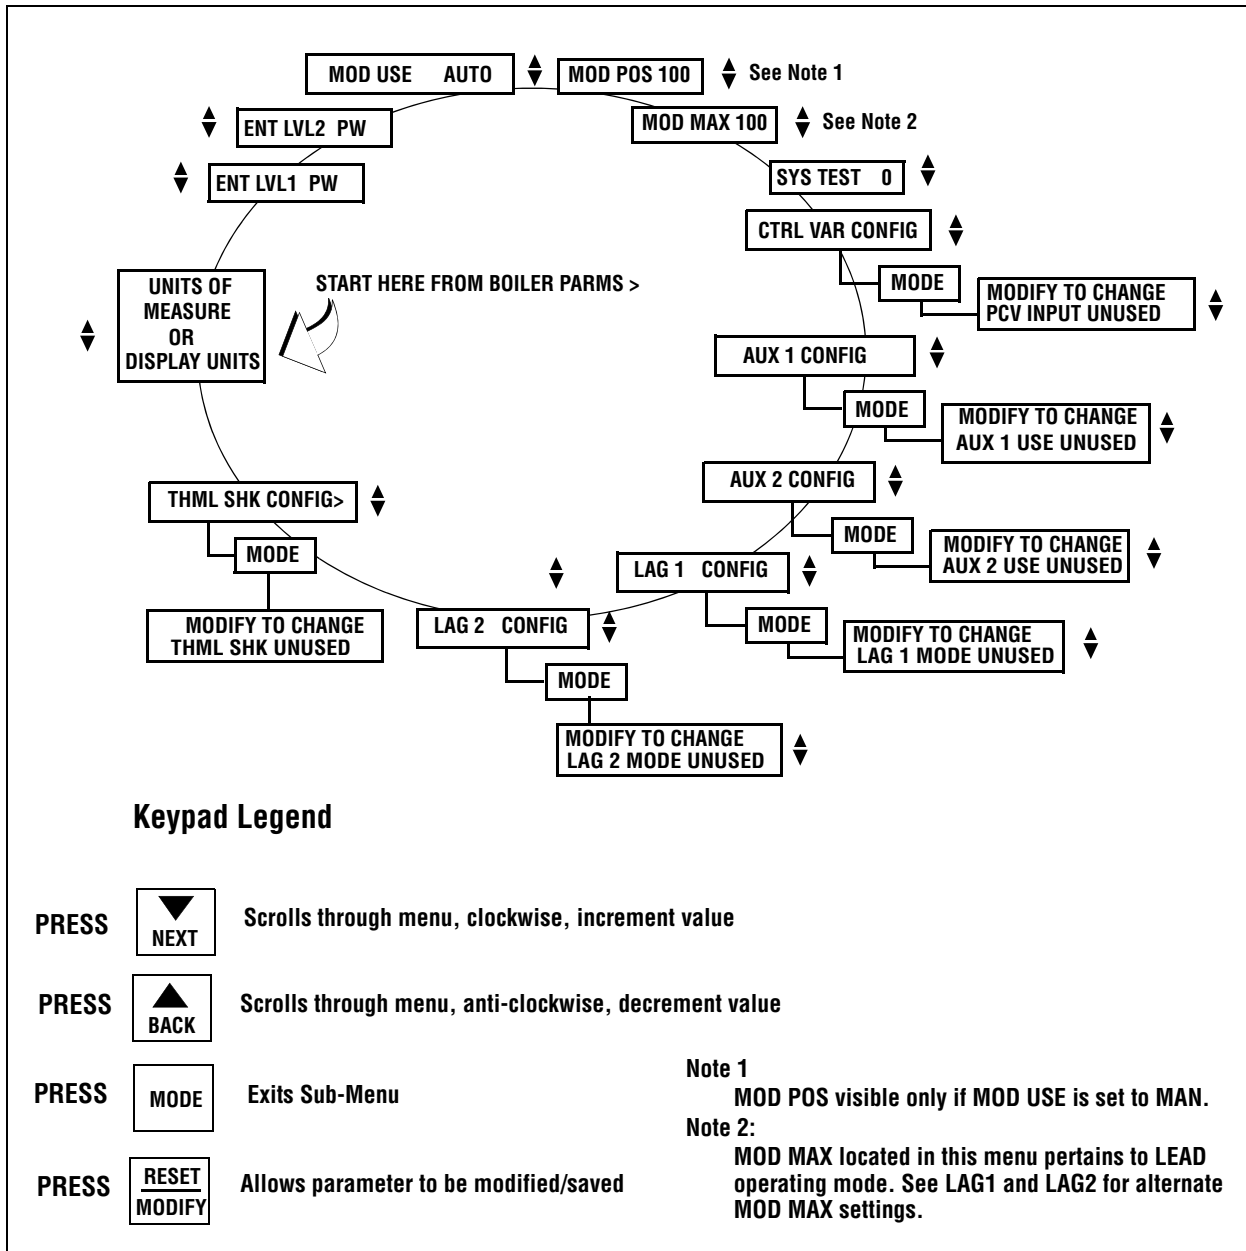 MOD USE AUTO
MOD POS 100
See Note 1
ENT LVL2 PW
MOD MAX 100
See Note 2
ENT LVL1 PW
SYS TEST 0
CTRL VAR CONFIG
MODE
MODIFY TO CHANGE
PCV INPUT UNUSED
UNITS OF
MEASURE
OR
DISPLAY UNITS
START HERE FROM BOILER PARMS >
AUX 1 CONFIG
MODE
MODIFY TO CHANGE
AUX 1 USE UNUSED
AUX 2 CONFIG
MODE
MODIFY TO CHANGE
AUX 2 USE UNUSED
THML SHK CONFIG>
MODE
MODIFY TO CHANGE
THML SHK UNUSED
LAG 1 CONFIG
MODE
MODIFY TO CHANGE
LAG 1 MODE UNUSED
LAG 2 CONFIG
MODE
MODIFY TO CHANGE
LAG 2 MODE UNUSED
Keypad Legend
PRESS
NEXT
Scrolls through menu, clockwise, increment value
PRESS
BACK
Scrolls through menu, anti-clockwise, decrement value
PRESS
MODE
Exits Sub-Menu
PRESS
RESET
MODIFY
Allows parameter to be modified/saved
Note 1
MOD POS visible only if MOD USE is set to MAN.
Note 2:
MOD MAX located in this menu pertains to LEAD
operating mode. See LAG1 and LAG2 for alternate
MOD MAX settings.